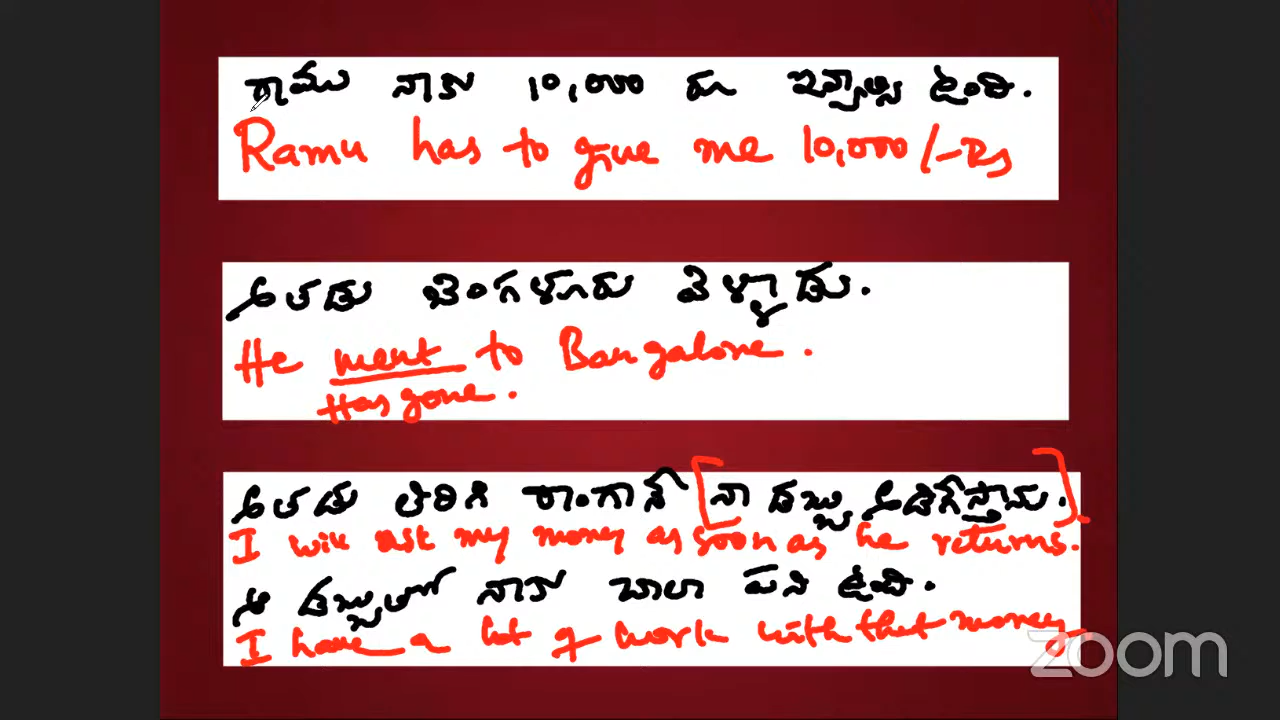 రాము నాకు 10,000 రూ ఇవ్వాల్సి ఉంది.
Ramu has to give me 10,000/-Rs
అతడు బెంగళూరు వెళ్ళాడు.
He went to Bangalore.
Has gone.
అతడు తిరిగి రాంగానే [నా డబ్బు అడిగేస్తాను.]
I will ask my money as soon as he returns.
ఆ డబ్బులతో నాకు చాలా పని ఉంది.
I have a lot of work with that money
zoom